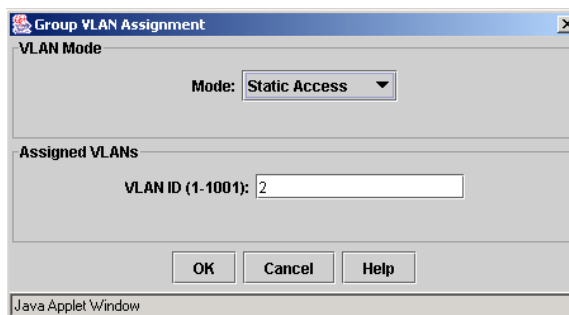 Group VLAN Assignment
VLAN Mode
Mode: Static Access
Assigned VLANs
VLAN ID (1-1001): 2
OK Cancel Help
Java Applet Window